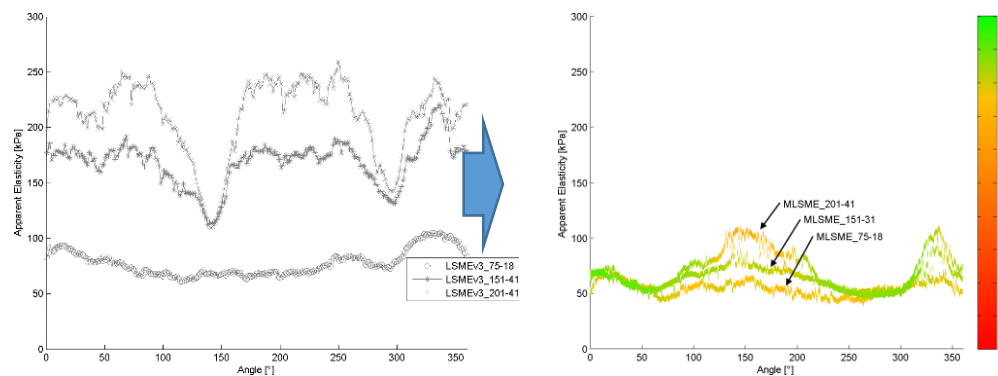 300
250
200
150
100
50
0
Apparent Elasticity [kPa]
0 50 100 150 200 250 300 350
Angle [°]
LSMEv3_75-18
LSMEv3_151-41
LSMEv3_201-41
300
250
200
150
100
50
0
Apparent Elasticity [kPa]
MLSME_201-41
MLSME_151-31
MLSME_75-18
0 50 100 150 200 250 300 350
Angle [°]